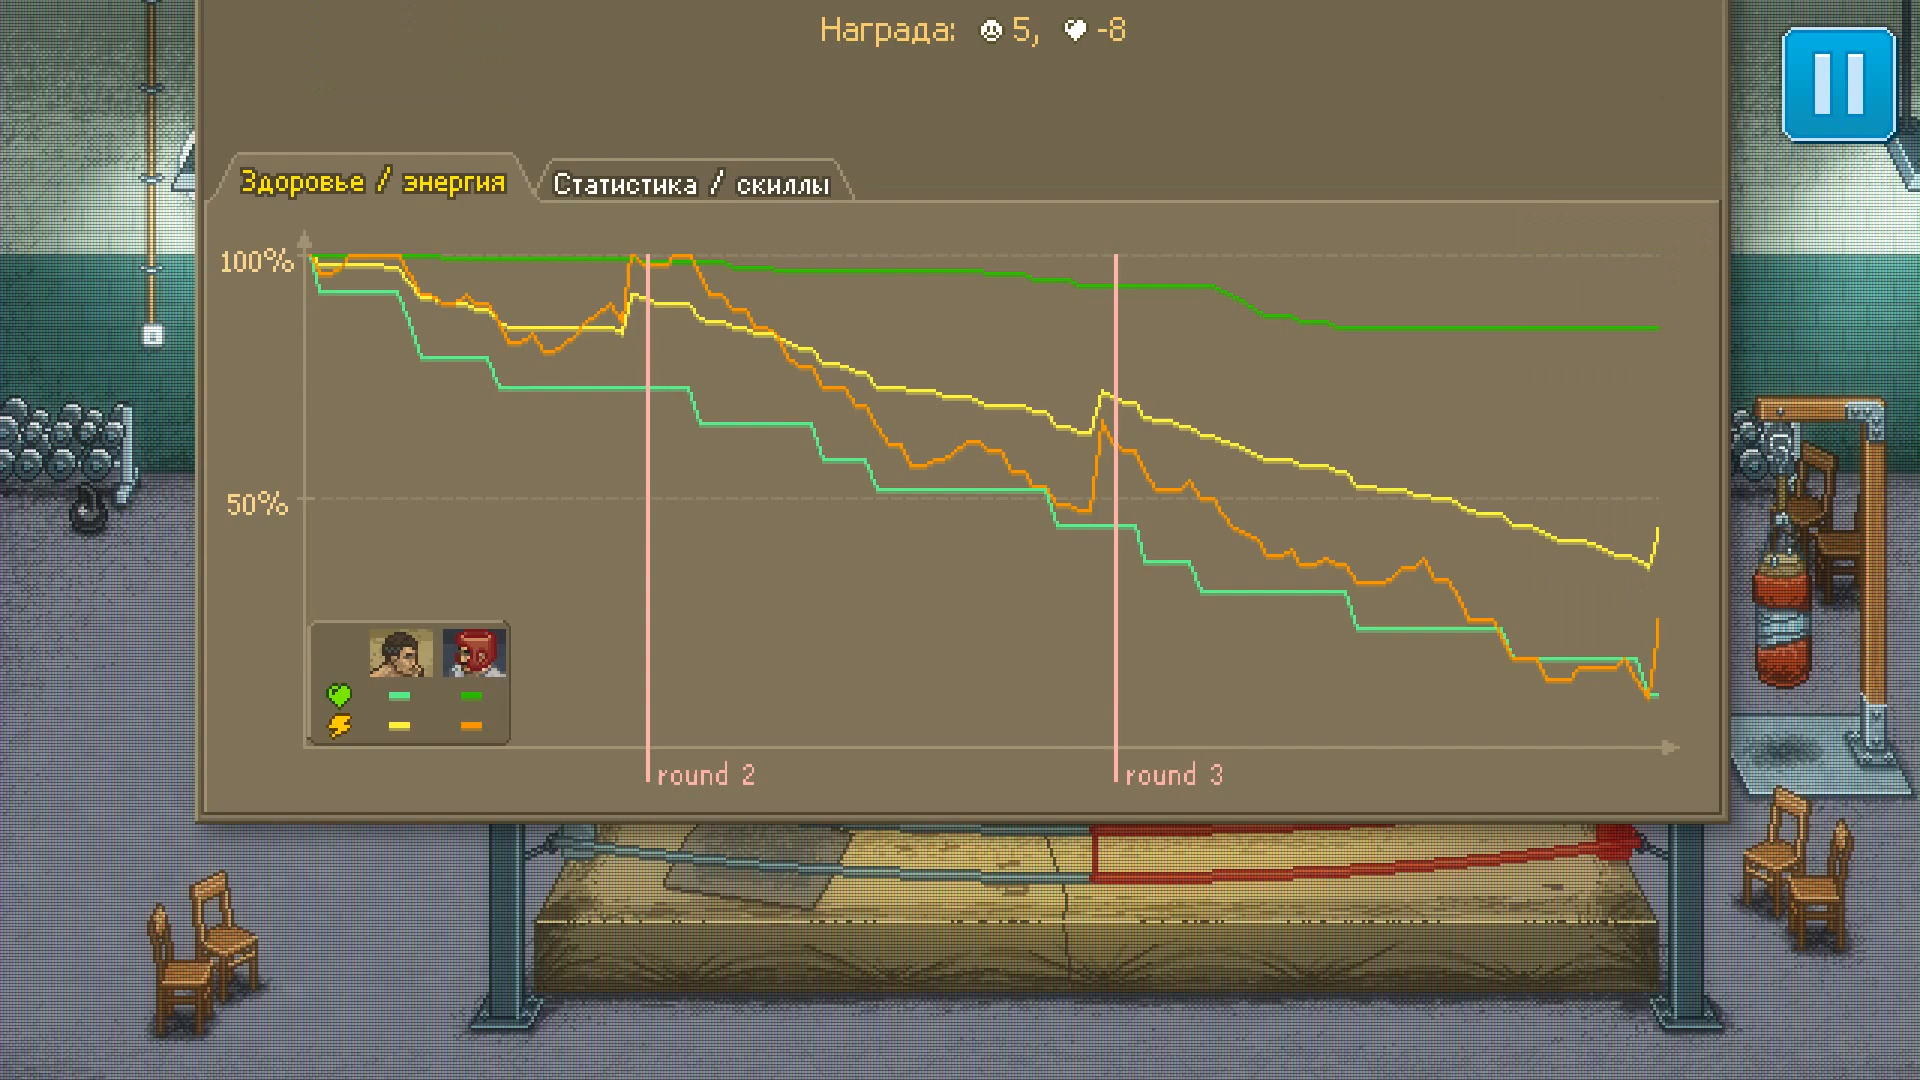 Награда: 5, -8
Здоровье / энергия
Статистика / скиллы
100%
50%
round 2
round 3